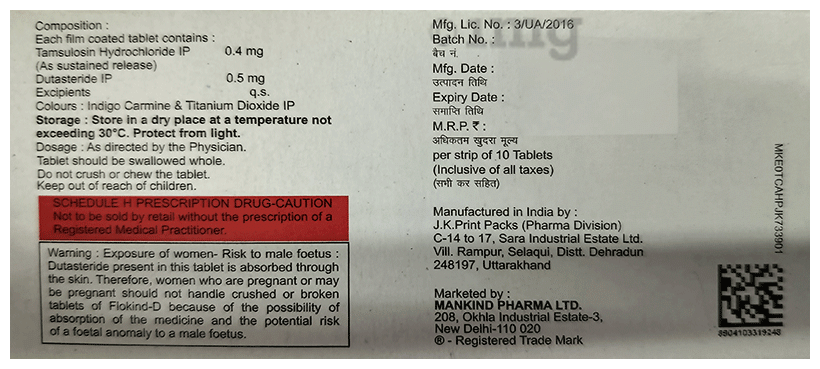 Composition :
Each film coated tablet contains :
Tamsulosin Hydrochloride IP 0.4 mg
(As sustained release)
Dutasteride IP 0.5 mg
Excipients q.s.
Colours : Indigo Carmine & Titanium Dioxide IP
Storage : Store in a dry place at a temperature not
exceeding 30°C. Protect from light.
Dosage : As directed by the Physician.
Tablet should be swallowed whole.
Do not crush or chew the tablet.
Keep out of reach of children.
SCHEDULE H PRESCRIPTION DRUG-CAUTION
Not to be sold by retail without the prescription of a
Registered Medical Practitioner.
Warning : Exposure of women- Risk to male foetus :
Dutasteride present in this tablet is absorbed through
the skin. Therefore, women who are pregnant or may
be pregnant should not handle crushed or broken
tablets of Flokind-D because of the possibility of
absorption of the medicine and the potential risk
of a foetal anomaly to a male foetus.
Mfg. Lic. No. : 3/UA/2016
Batch No. :
बैच नं.
Mfg. Date :
उत्पादन तिथि
Expiry Date :
समाप्ति तिथि
M.R.P. ₹ :
अधिकतम खुदरा मूल्य
per strip of 10 Tablets
(Inclusive of all taxes)
(सभी कर सहित)
Manufactured in India by :
J.K.Print Packs (Pharma Division)
C-14 to 17, Sara Industrial Estate Ltd.
Vill. Rampur, Selaqui, Distt. Dehradun
248197, Uttarakhand
Marketed by :
MANKIND PHARMA LTD.
208, Okhla Industrial Estate-3,
New Delhi-110 020
® - Registered Trade Mark
MKE0TCAHPJK733901
8904103319248